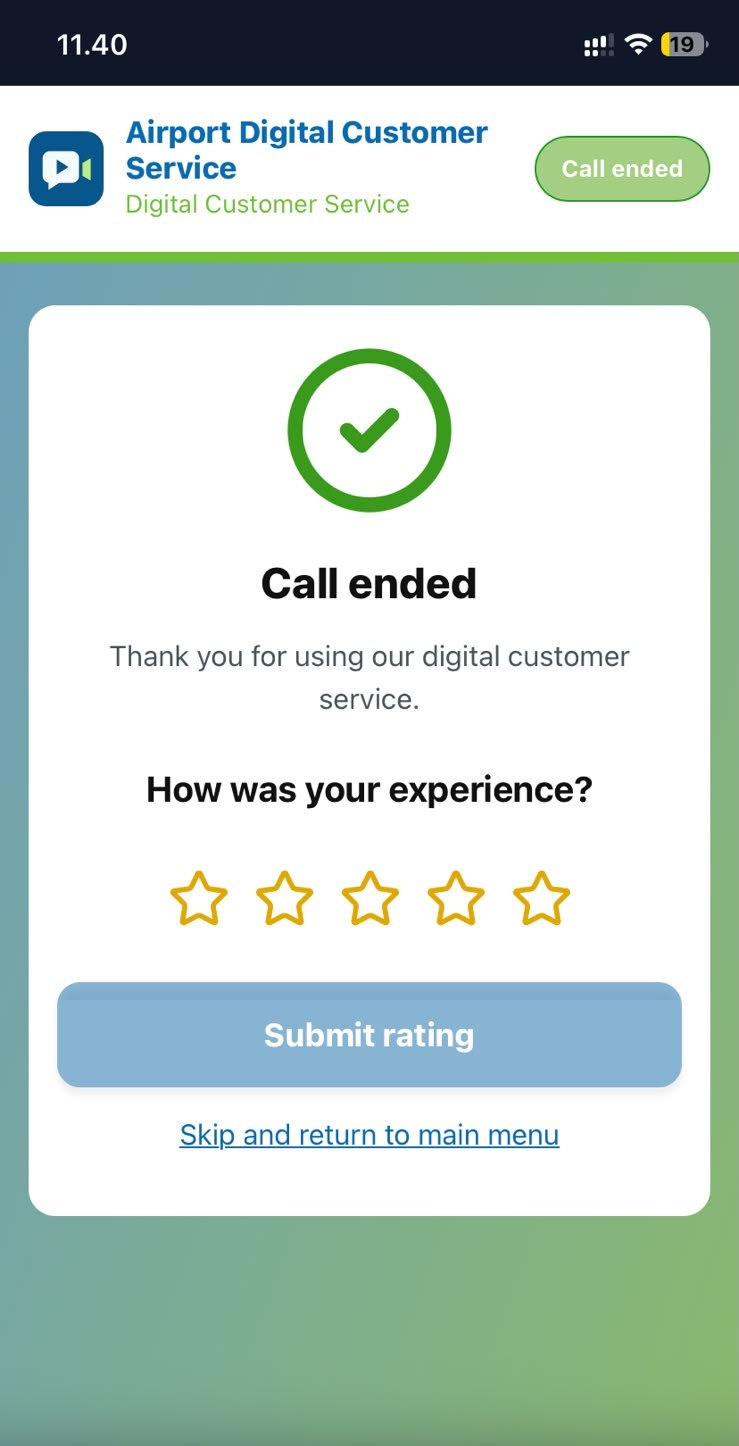 11.40
19
Airport Digital Customer
Service
Digital Customer Service
Call ended
Call ended
Thank you for using our digital customer
service.
How was your experience?
Submit rating
Skip and return to main menu